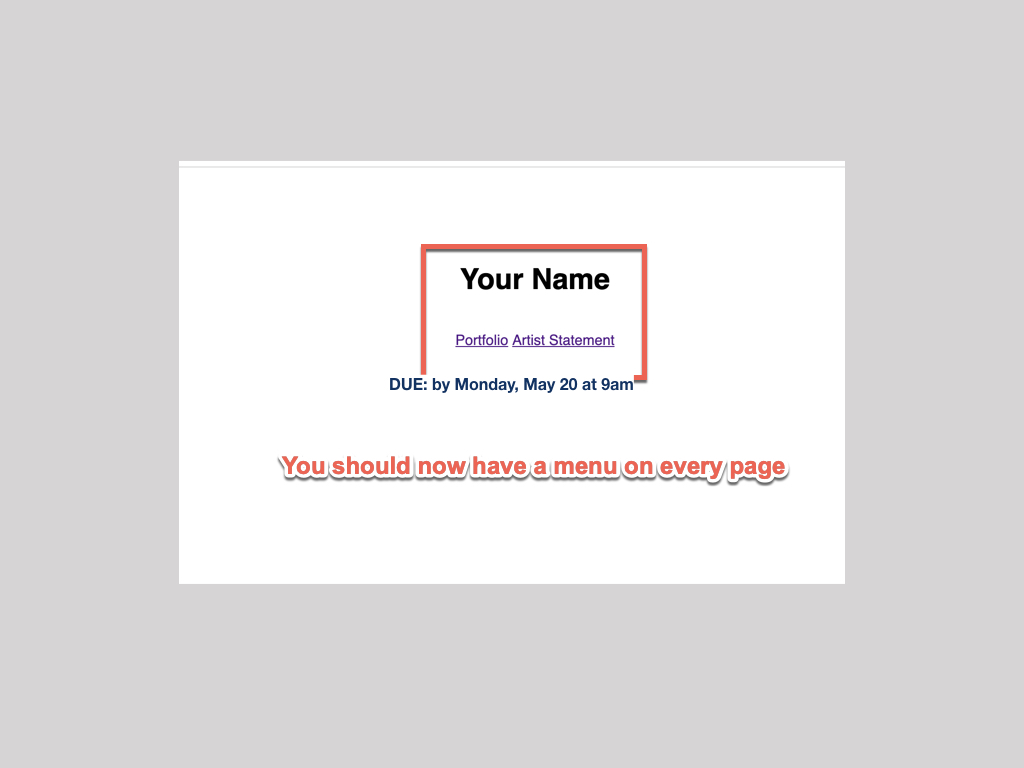 Your Name
Portfolio Artist Statement
DUE: by Monday, May 20 at 9am
You should now have a menu on every page